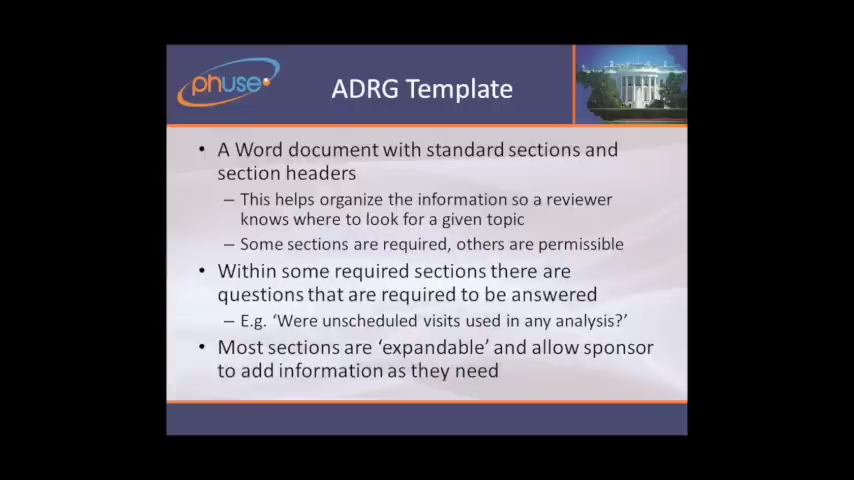 phuse
ADRG Template
• A Word document with standard sections and
section headers
– This helps organize the information so a reviewer
knows where to look for a given topic
– Some sections are required, others are permissible
• Within some required sections there are
questions that are required to be answered
– E.g. ‘Were unscheduled visits used in any analysis?’
• Most sections are ‘expandable’ and allow sponsor
to add information as they need